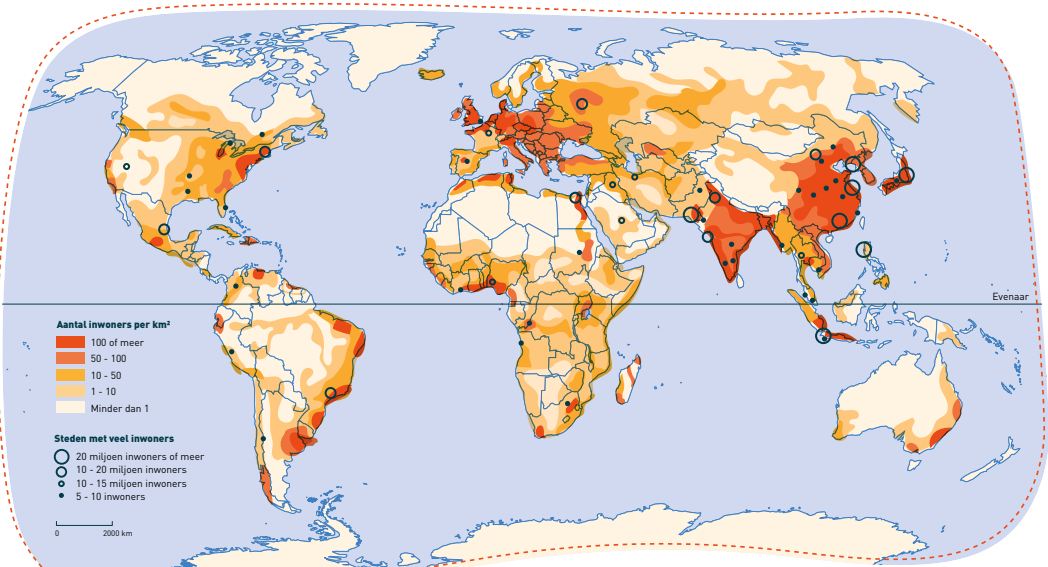 Evenaar
Aantal inwoners per km²
100 of meer
50 - 100
10 - 50
1 - 10
Minder dan 1
Steden met veel inwoners
20 miljoen inwoners of meer
10 - 20 miljoen inwoners
10 - 15 miljoen inwoners
5 - 10 inwoners
0 2000 km